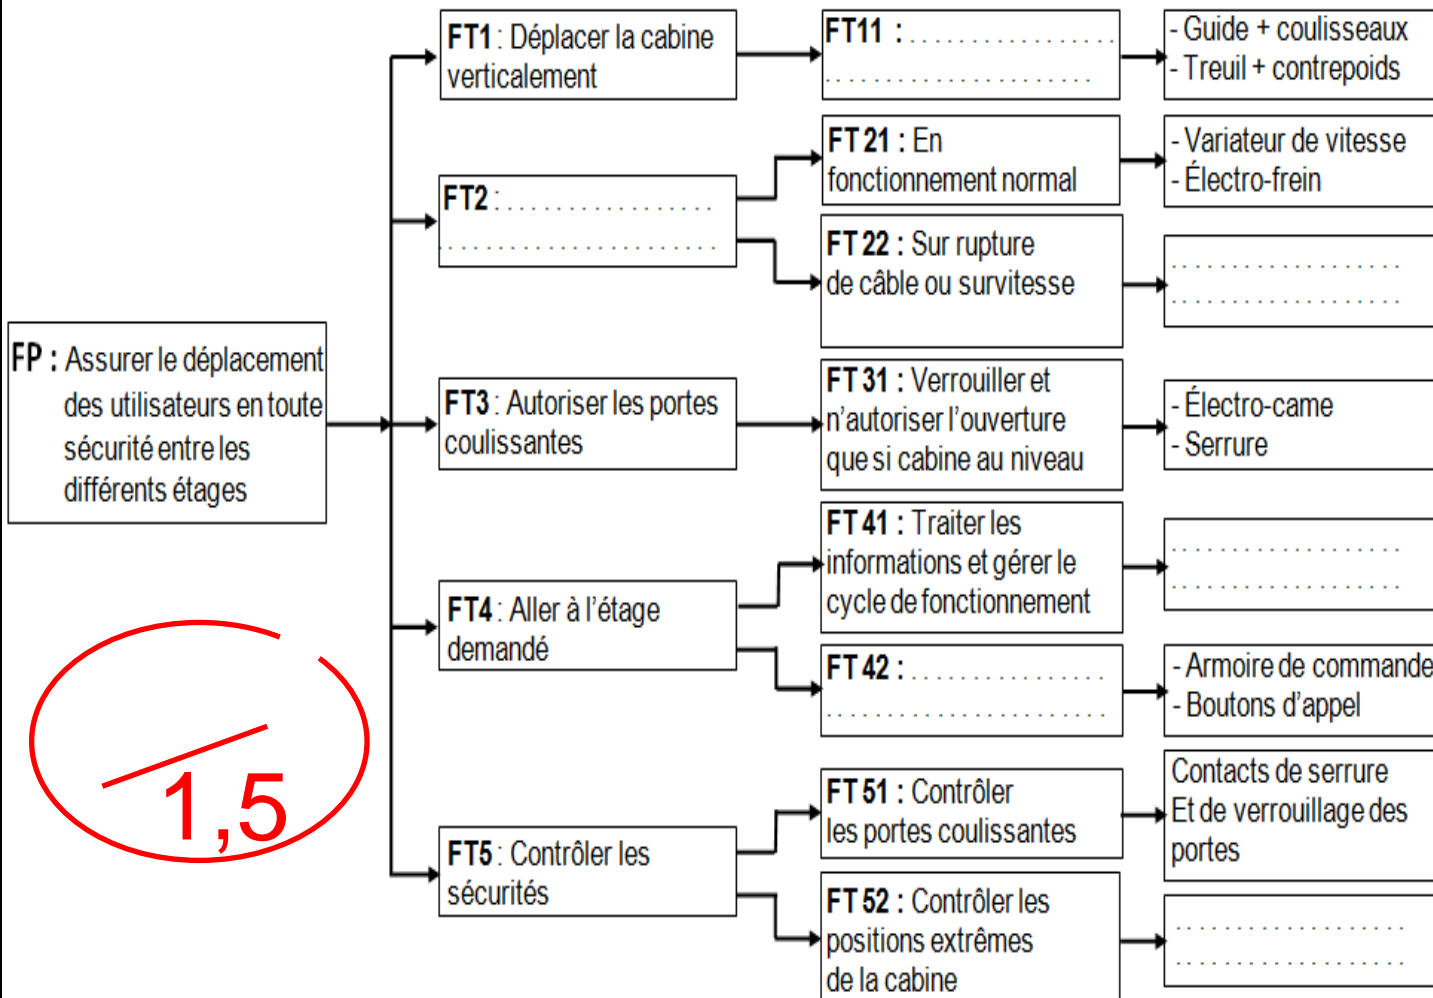 FT1 : Déplacer la cabine
verticalement
FT11 : . . . . . . . . . . . . . . . . .
. . . . . . . . . . . . . . . . . . . . . .
- Guide + coulisseaux
- Treuil + contrepoids
FT2 : . . . . . . . . . . . . . . . . .
. . . . . . . . . . . . . . . . . . . . . . .
FT 21 : En
fonctionnement normal
- Variateur de vitesse
- Électro-frein
FT 22 : Sur rupture
de câble ou survitesse
. . . . . . . . . . . . . . . . . . .
. . . . . . . . . . . . . . . . . . .
FP : Assurer le déplacement
des utilisateurs en toute
sécurité entre les
différents étages
FT3 : Autoriser les portes
coulissantes
FT 31 : Verrouiller et
n'autoriser l'ouverture
que si cabine au niveau
- Électro-came
- Serrure
FT4 : Aller à l'étage
demandé
FT 41 : Traiter les
informations et gérer le
cycle de fonctionnement
. . . . . . . . . . . . . . . . . . .
. . . . . . . . . . . . . . . . . . .
FT 42 : . . . . . . . . . . . . . . . .
. . . . . . . . . . . . . . . . . . . . . . .
- Armoire de commande
- Boutons d'appel
FT5 : Contrôler les
sécurités
FT 51 : Contrôler
les portes coulissantes
Contacts de serrure
Et de verrouillage des
portes
FT 52 : Contrôler les
positions extrêmes
de la cabine
. . . . . . . . . . . . . . . . . . .
. . . . . . . . . . . . . . . . . . .
1,5